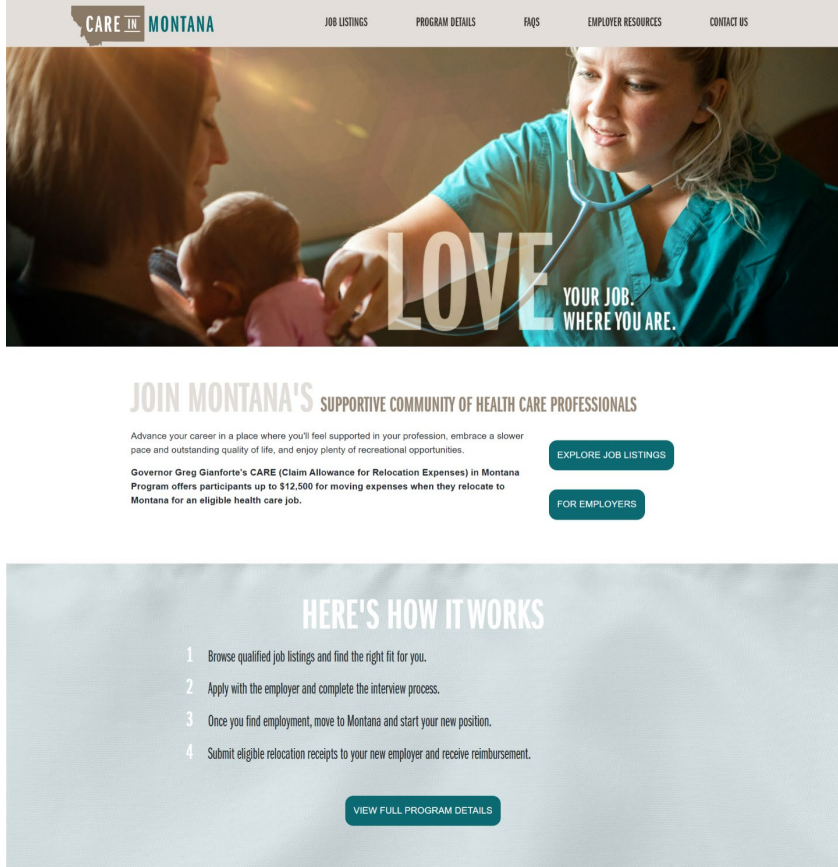 CARE IN MONTANA
JOB LISTINGS
PROGRAM DETAILS
FAQS
EMPLOYER RESOURCES
CONTACT US
LOVE
YOUR JOB.
WHERE YOU ARE.
JOIN MONTANA'S SUPPORTIVE COMMUNITY OF HEALTH CARE PROFESSIONALS
Advance your career in a place where you'll feel supported in your profession, embrace a slower
pace and outstanding quality of life, and enjoy plenty of recreational opportunities.
Governor Greg Gianforte's CARE (Claim Allowance for Relocation Expenses) in Montana
Program offers participants up to $12,500 for moving expenses when they relocate to
Montana for an eligible health care job.
EXPLORE JOB LISTINGS
FOR EMPLOYERS
HERE'S HOW IT WORKS
1 Browse qualified job listings and find the right fit for you.
2 Apply with the employer and complete the interview process.
3 Once you find employment, move to Montana and start your new position.
4 Submit eligible relocation receipts to your new employer and receive reimbursement.
VIEW FULL PROGRAM DETAILS